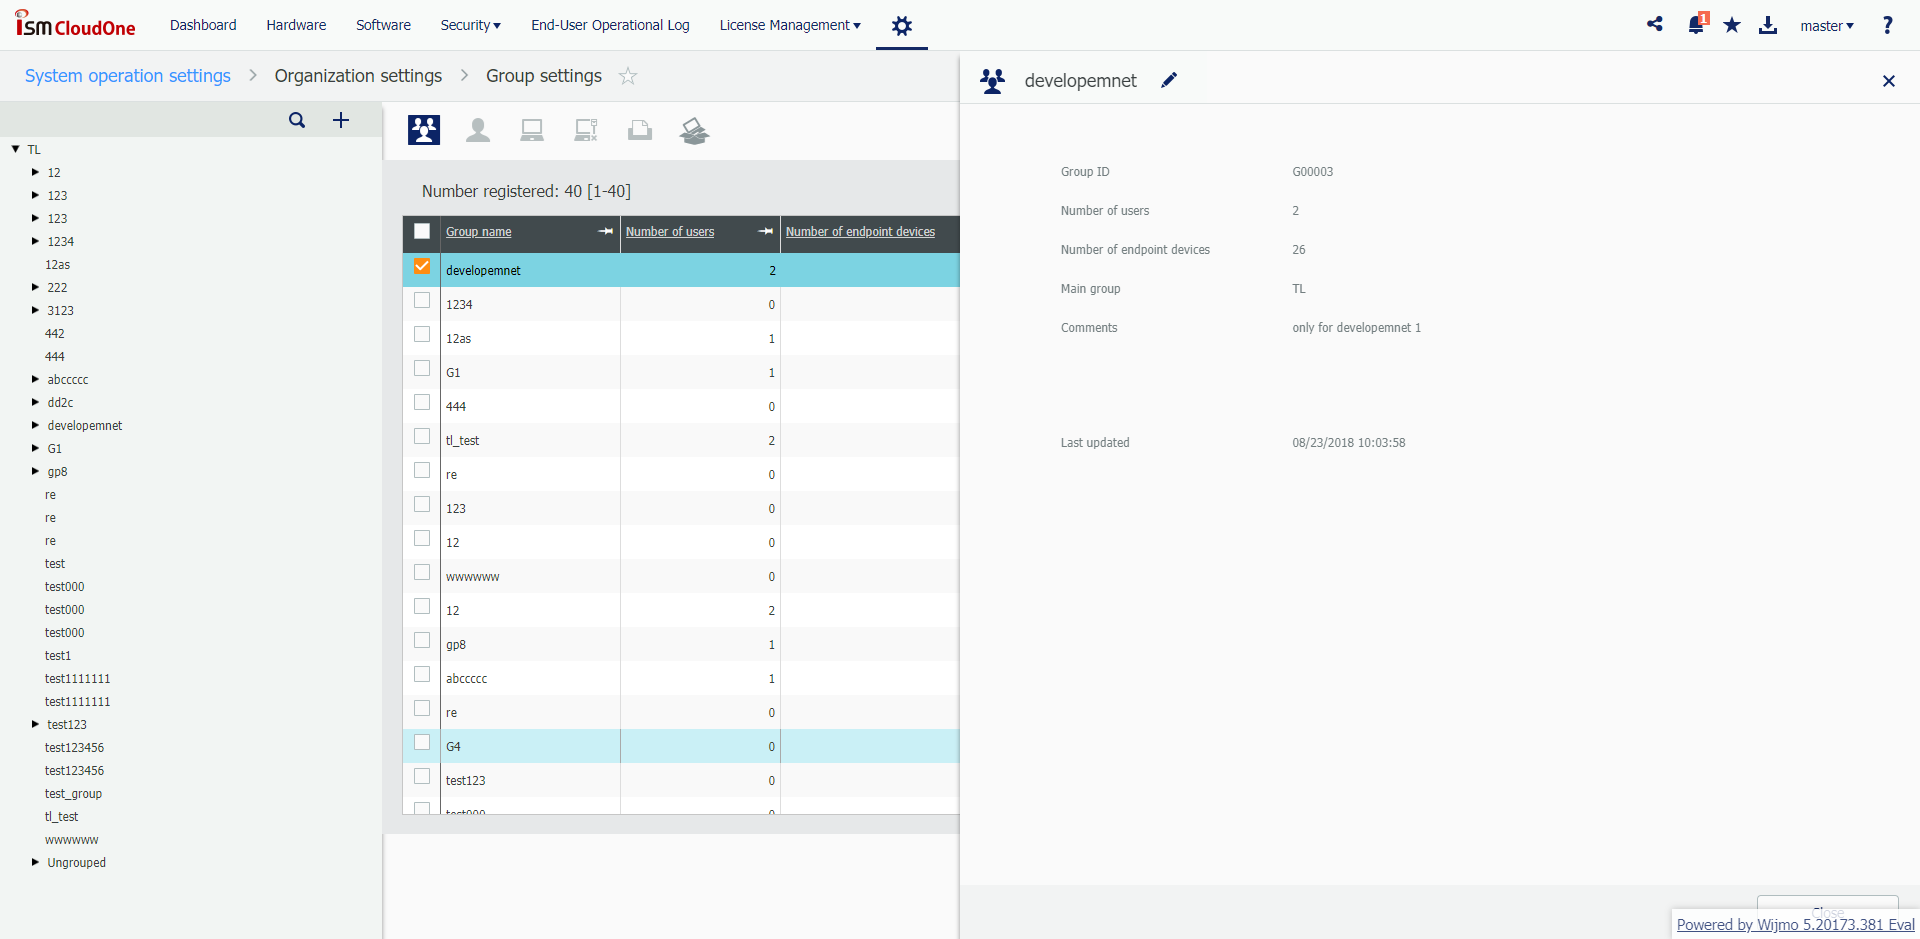 ism CloudOne Dashboard Hardware Software Security End-User Operational Log License Management 1 master ?
System operation settings > Organization settings > Group settings
developemnet
TL
12
123
123
1234
12as
222
3123
442
444
abccccc
dd2c
developemnet
G1
gp8
re
re
re
test
test000
test000
test000
test1
test1111111
test1111111
test123
test123456
test123456
test_group
tl_test
wwwwww
Ungrouped
Number registered: 40 [1-40]
Group name Number of users Number of endpoint devices
developemnet 2
1234 0
12as 1
G1 1
444 0
tl_test 2
re 0
123 0
12 0
wwwwww 0
12 2
gp8 1
abccccc 1
re 0
G4 0
test123 0
test000 0
Group ID G00003
Number of users 2
Number of endpoint devices 26
Main group TL
Comments only for developemnet 1
Last updated 08/23/2018 10:03:58
Close
Powered by Wijmo 5.20173.381 Eval